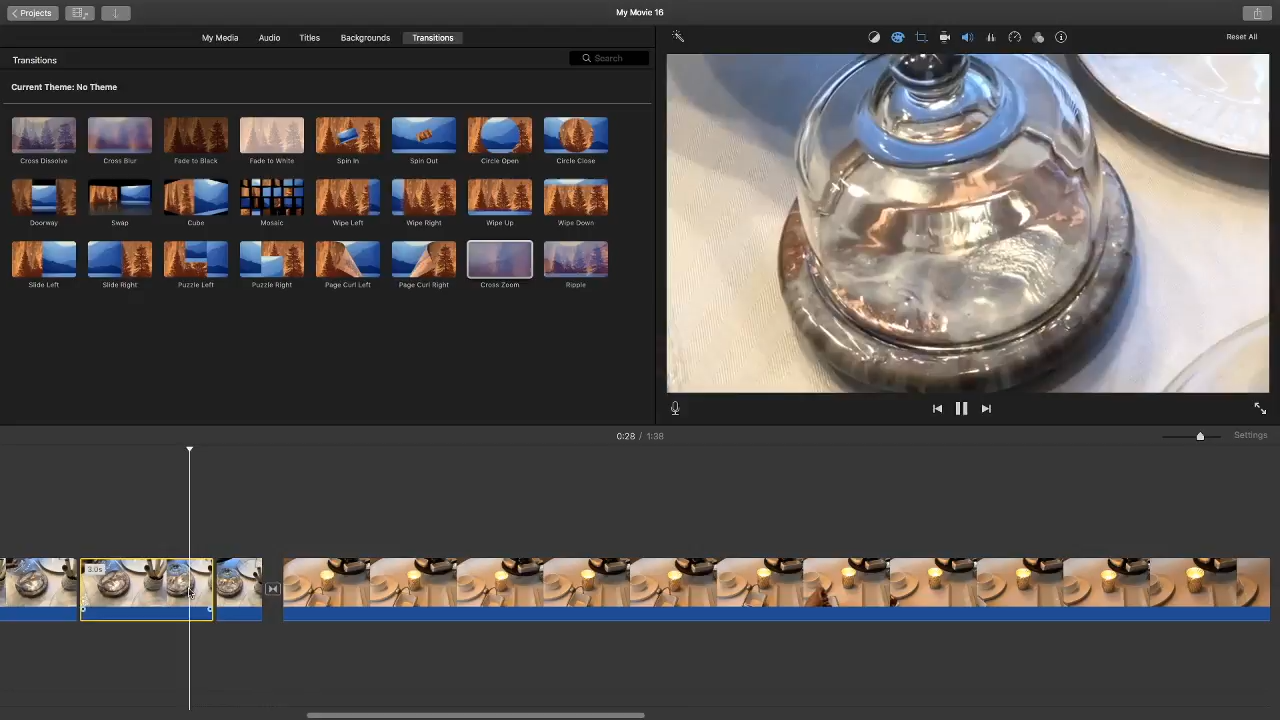 Projects
My Movie 16
My Media Audio Titles Backgrounds Transitions
Reset All
Transitions
Search
Current Theme: No Theme
Cross Dissolve Cross Blur Fade to Black Fade to White Spin In Spin Out Circle Open Circle Close
Doorway Swap Cube Mosaic Wipe Left Wipe Right Wipe Up Wipe Down
Slide Left Slide Right Puzzle Left Puzzle Right Page Curl Left Page Curl Right Cross Zoom Ripple
0:28 / 1:38
Settings
3.0s